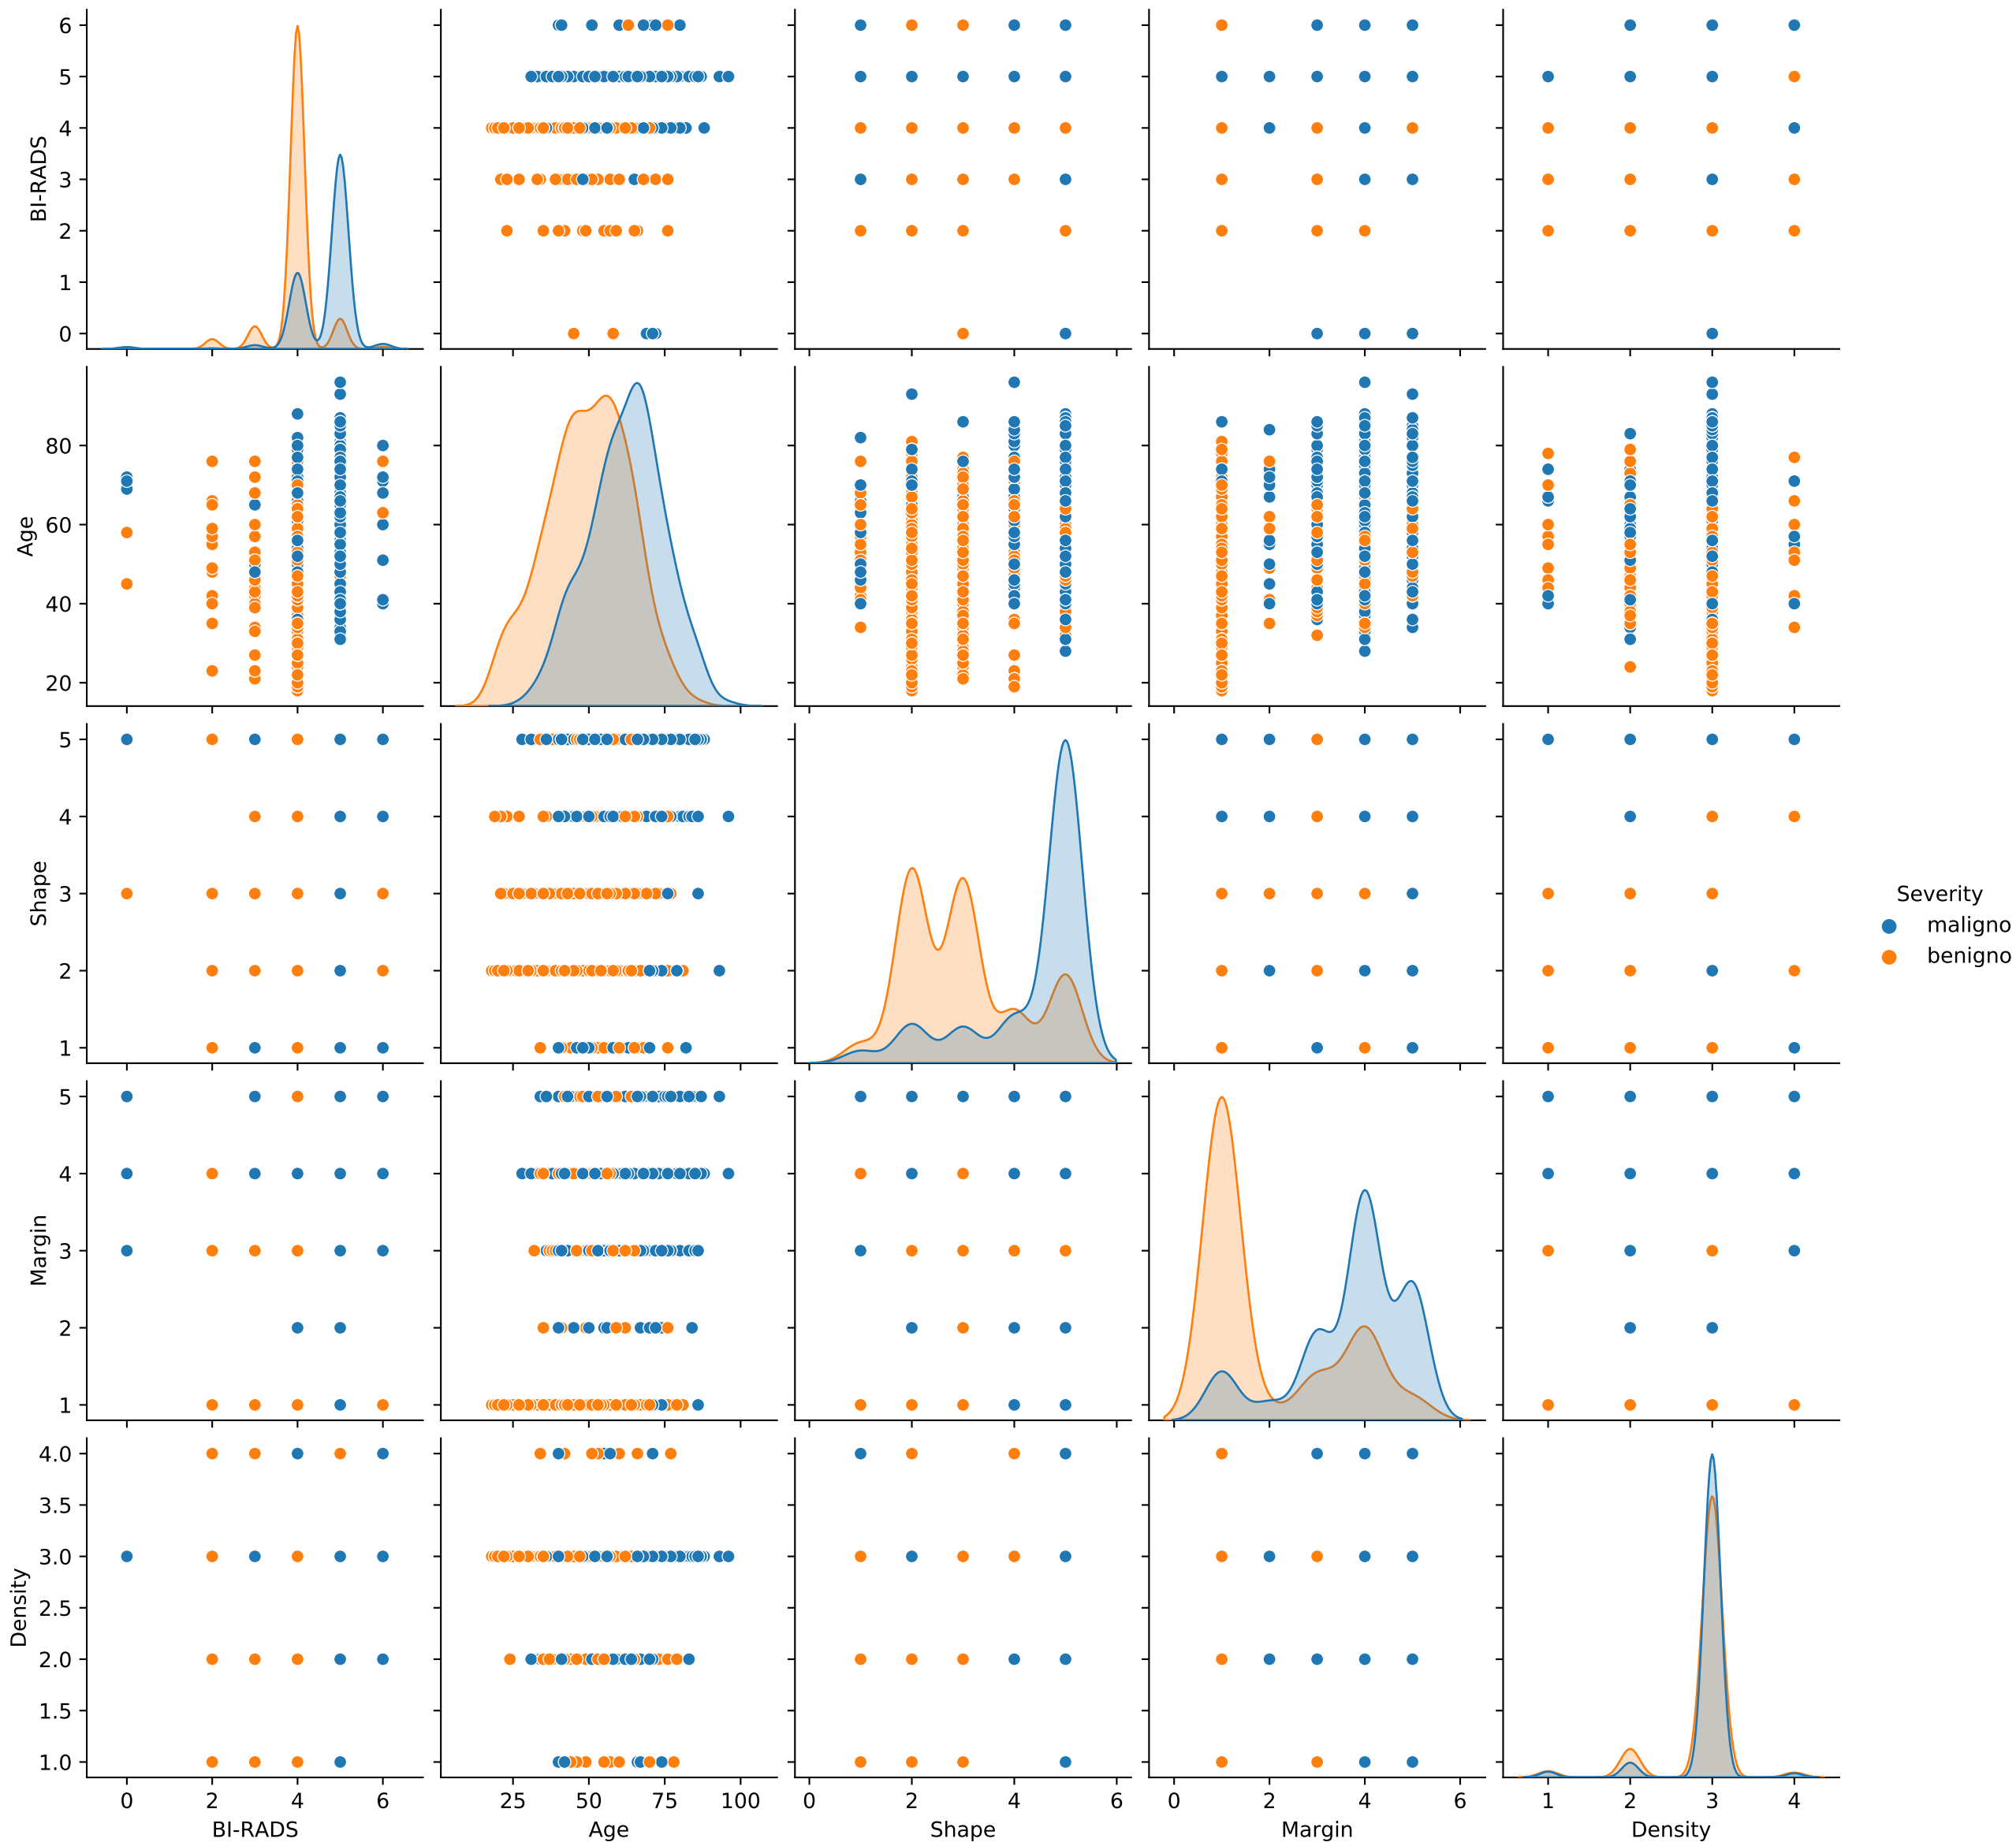 6
5
4
3
2
1
0
BI-RADS
80
60
40
20
Age
5
4
3
2
1
Shape
Severity
maligno
benigno
5
4
3
2
1
Margin
4.0
3.5
3.0
2.5
2.0
1.5
1.0
Density
0 2 4 6 25 50 75 100 0 2 4 6 0 2 4 6 1 2 3 4
BI-RADS Age Shape Margin Density